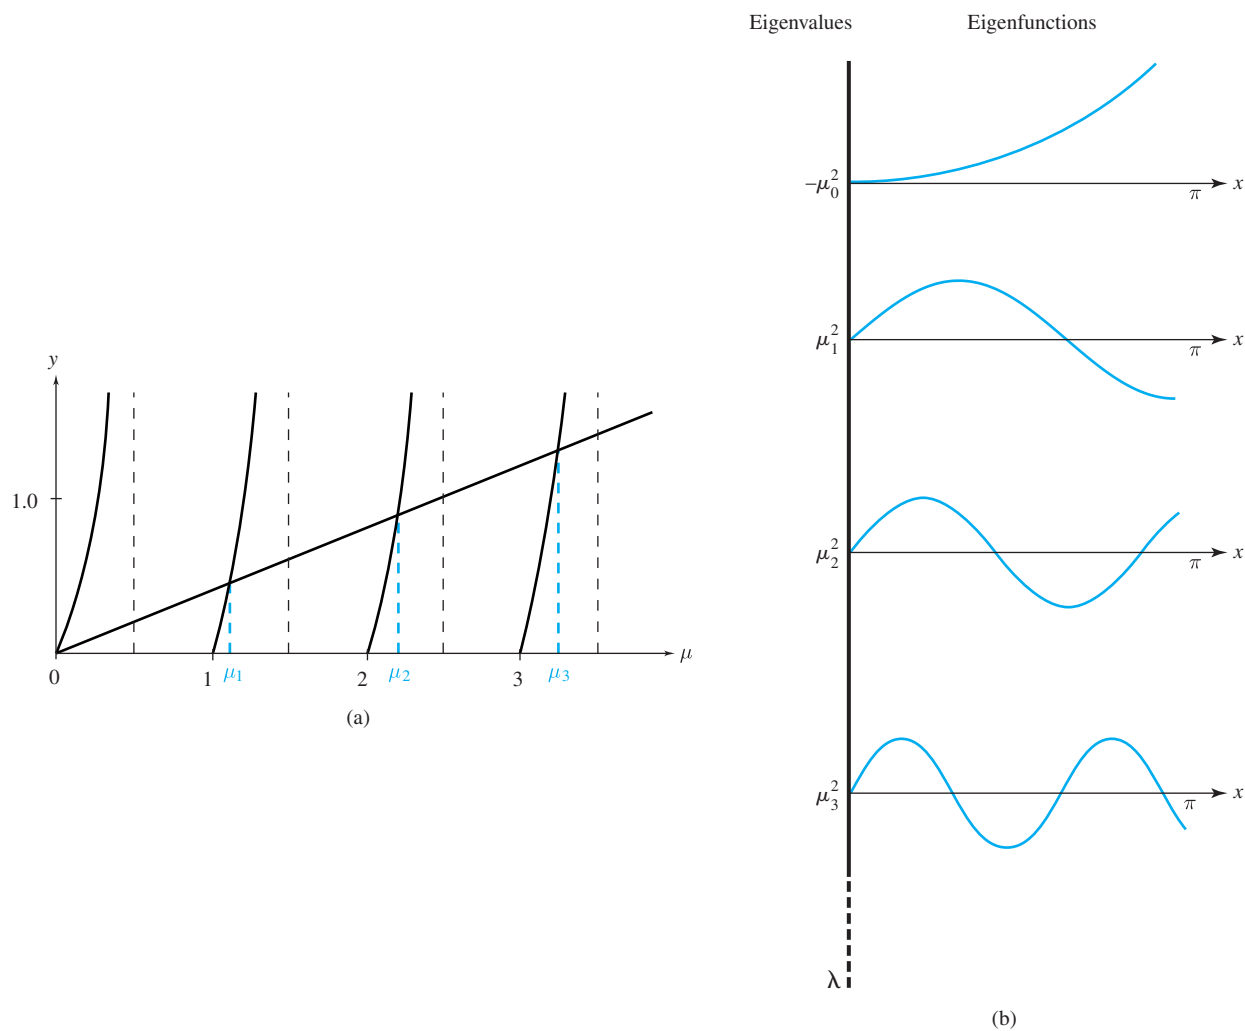 y
1.0
0
1
μ₁
2
μ₂
3
μ₃
μ
(a)
Eigenvalues Eigenfunctions
−μ₀²
π
x
μ₁²
π
x
μ₂²
π
x
μ₃²
π
x
λ
(b)